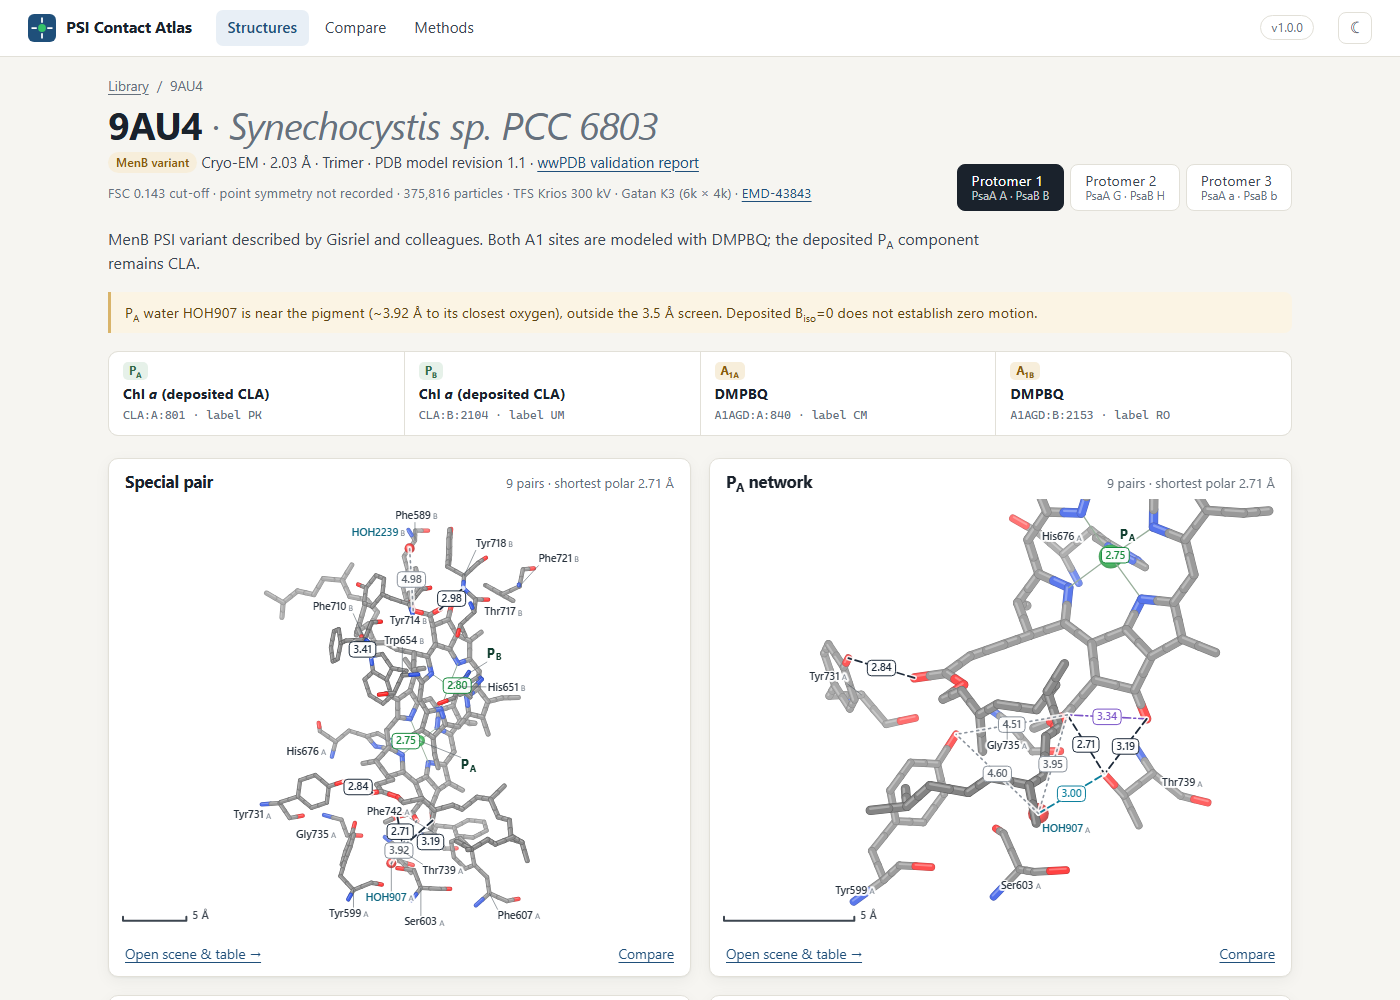 PSI Contact Atlas
Structures
Compare
Methods
v1.0.0
Library / 9AU4
9AU4 · Synechocystis sp. PCC 6803
MenB variant Cryo-EM · 2.03 Å · Trimer · PDB model revision 1.1 · wwPDB validation report
FSC 0.143 cut-off · point symmetry not recorded · 375,816 particles · TFS Krios 300 kV · Gatan K3 (6k × 4k) · EMD-43843
Protomer 1
PsaA A · PsaB B
Protomer 2
PsaA G · PsaB H
Protomer 3
PsaA a · PsaB b
MenB PSI variant described by Gisriel and colleagues. Both A1 sites are modeled with DMPBQ; the deposited PA component
remains CLA.
PA water HOH907 is near the pigment (~3.92 Å to its closest oxygen), outside the 3.5 Å screen. Deposited Biso=0 does not establish zero motion.
PA
Chl a (deposited CLA)
CLA:A:801 · label PK
PB
Chl a (deposited CLA)
CLA:B:2104 · label UM
A1A
DMPBQ
A1AGD:A:840 · label CM
A1B
DMPBQ
A1AGD:B:2153 · label RO
Special pair
9 pairs · shortest polar 2.71 Å
Phe589 B
HOH2239 B
Tyr718 B
Phe721 B
4.98
2.98
Phe710 B
Thr717 B
Tyr714 B
Trp654 B
3.41
PB
2.80
His651 B
2.75
His676 A
PA
2.84
Tyr731 A
Phe742 A
Gly735 A
2.71
3.19
3.92
Thr739 A
HOH907 A
Tyr599 A
Ser603 A
Phe607 A
5 Å
Open scene & table →
Compare
PA network
9 pairs · shortest polar 2.71 Å
His676 A
PA
2.75
2.84
Tyr731 A
3.34
4.51
Gly735 A
2.71
3.19
3.95
4.60
Thr739 A
3.00
HOH907 A
Tyr599 A
Ser603 A
5 Å
Open scene & table →
Compare